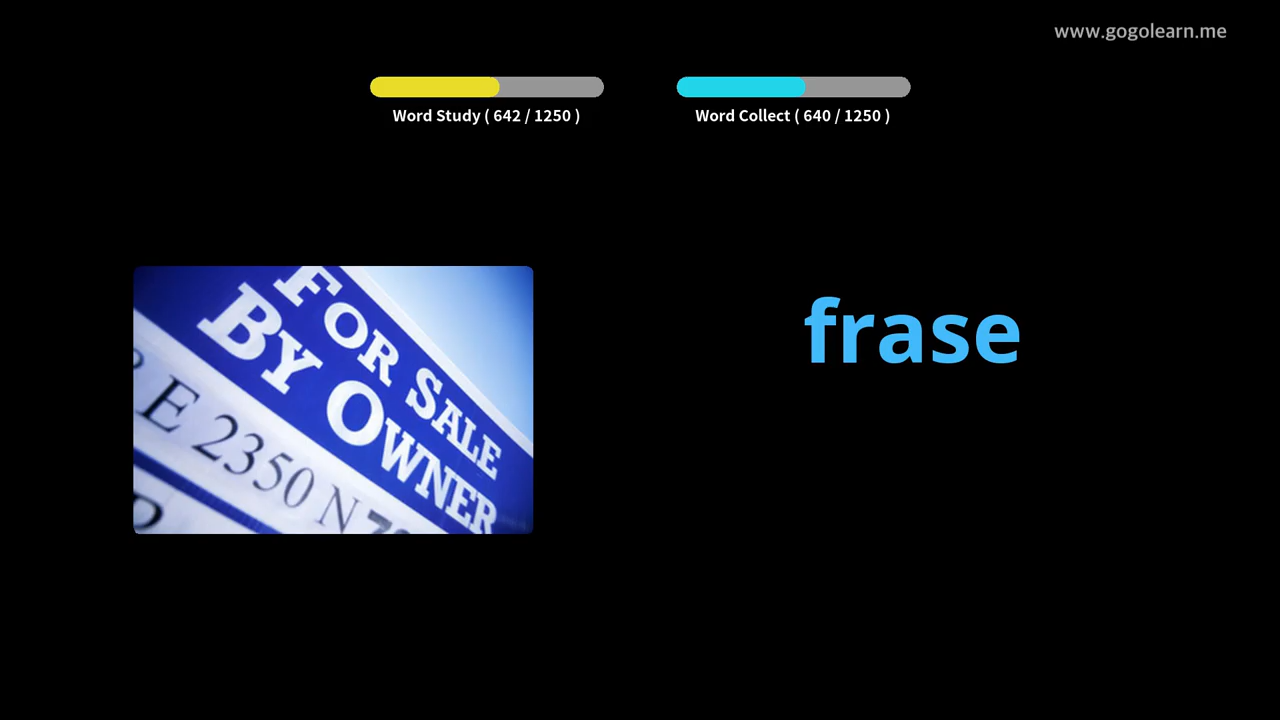 www.gogolearn.me
Word Study ( 642 / 1250 )
Word Collect ( 640 / 1250 )
FOR SALE
BY OWNER
E 2350 N
frase